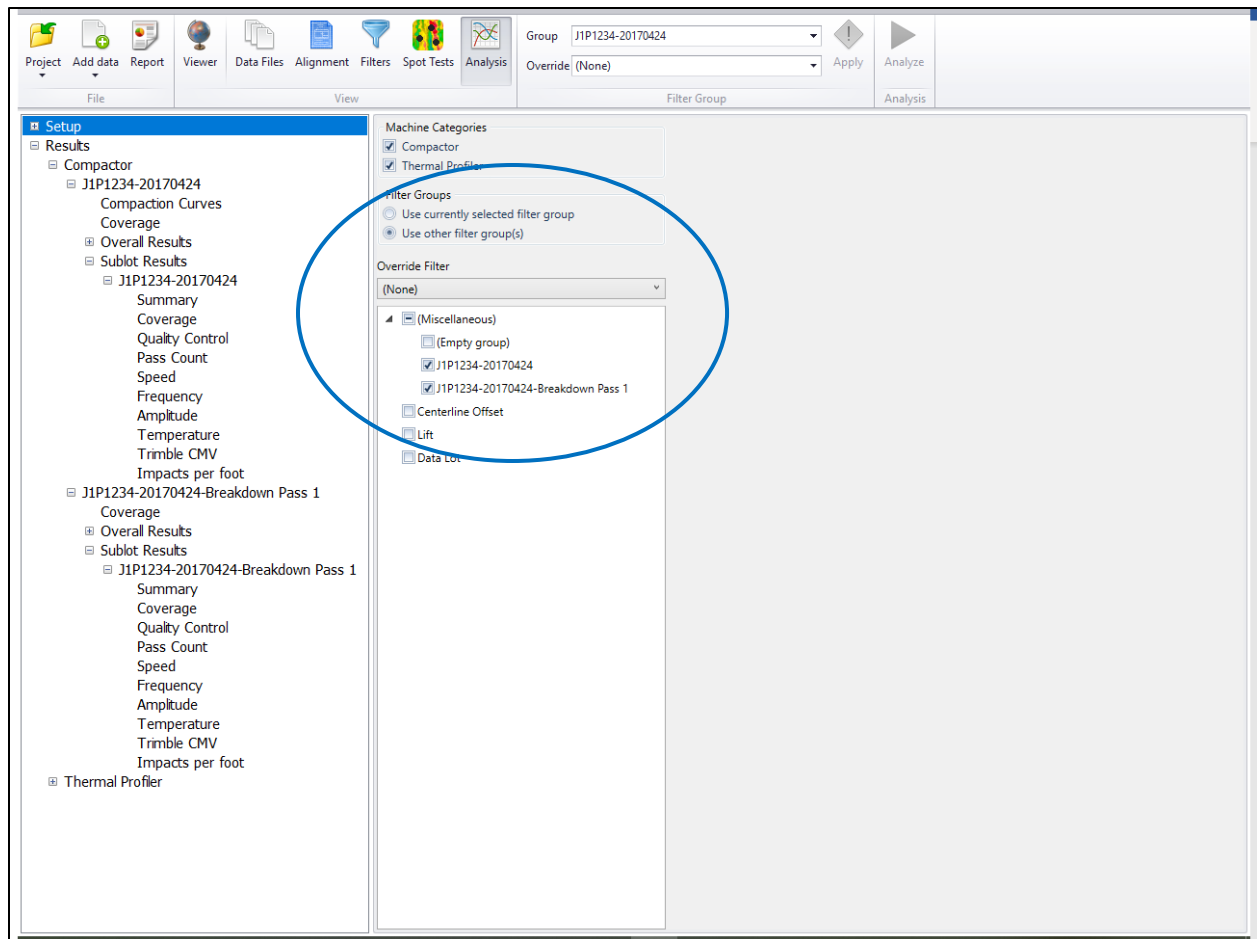 Project Add data Report Viewer Data Files Alignment Filters Spot Tests Analysis
Group J1P1234-20170424
Override (None)
Apply Analyze
File View Filter Group Analysis
Setup
Results
Compactor
J1P1234-20170424
Compaction Curves
Coverage
Overall Results
Sublot Results
J1P1234-20170424
Summary
Coverage
Quality Control
Pass Count
Speed
Frequency
Amplitude
Temperature
Trimble CMV
Impacts per foot
J1P1234-20170424-Breakdown Pass 1
Coverage
Overall Results
Sublot Results
J1P1234-20170424-Breakdown Pass 1
Summary
Coverage
Quality Control
Pass Count
Speed
Frequency
Amplitude
Temperature
Trimble CMV
Impacts per foot
Thermal Profiler
Machine Categories
Compactor
Thermal Profiler
Filter Groups
Use currently selected filter group
Use other filter group(s)
Override Filter
(None)
(Miscellaneous)
(Empty group)
J1P1234-20170424
J1P1234-20170424-Breakdown Pass 1
Centerline Offset
Lift
Data Lot